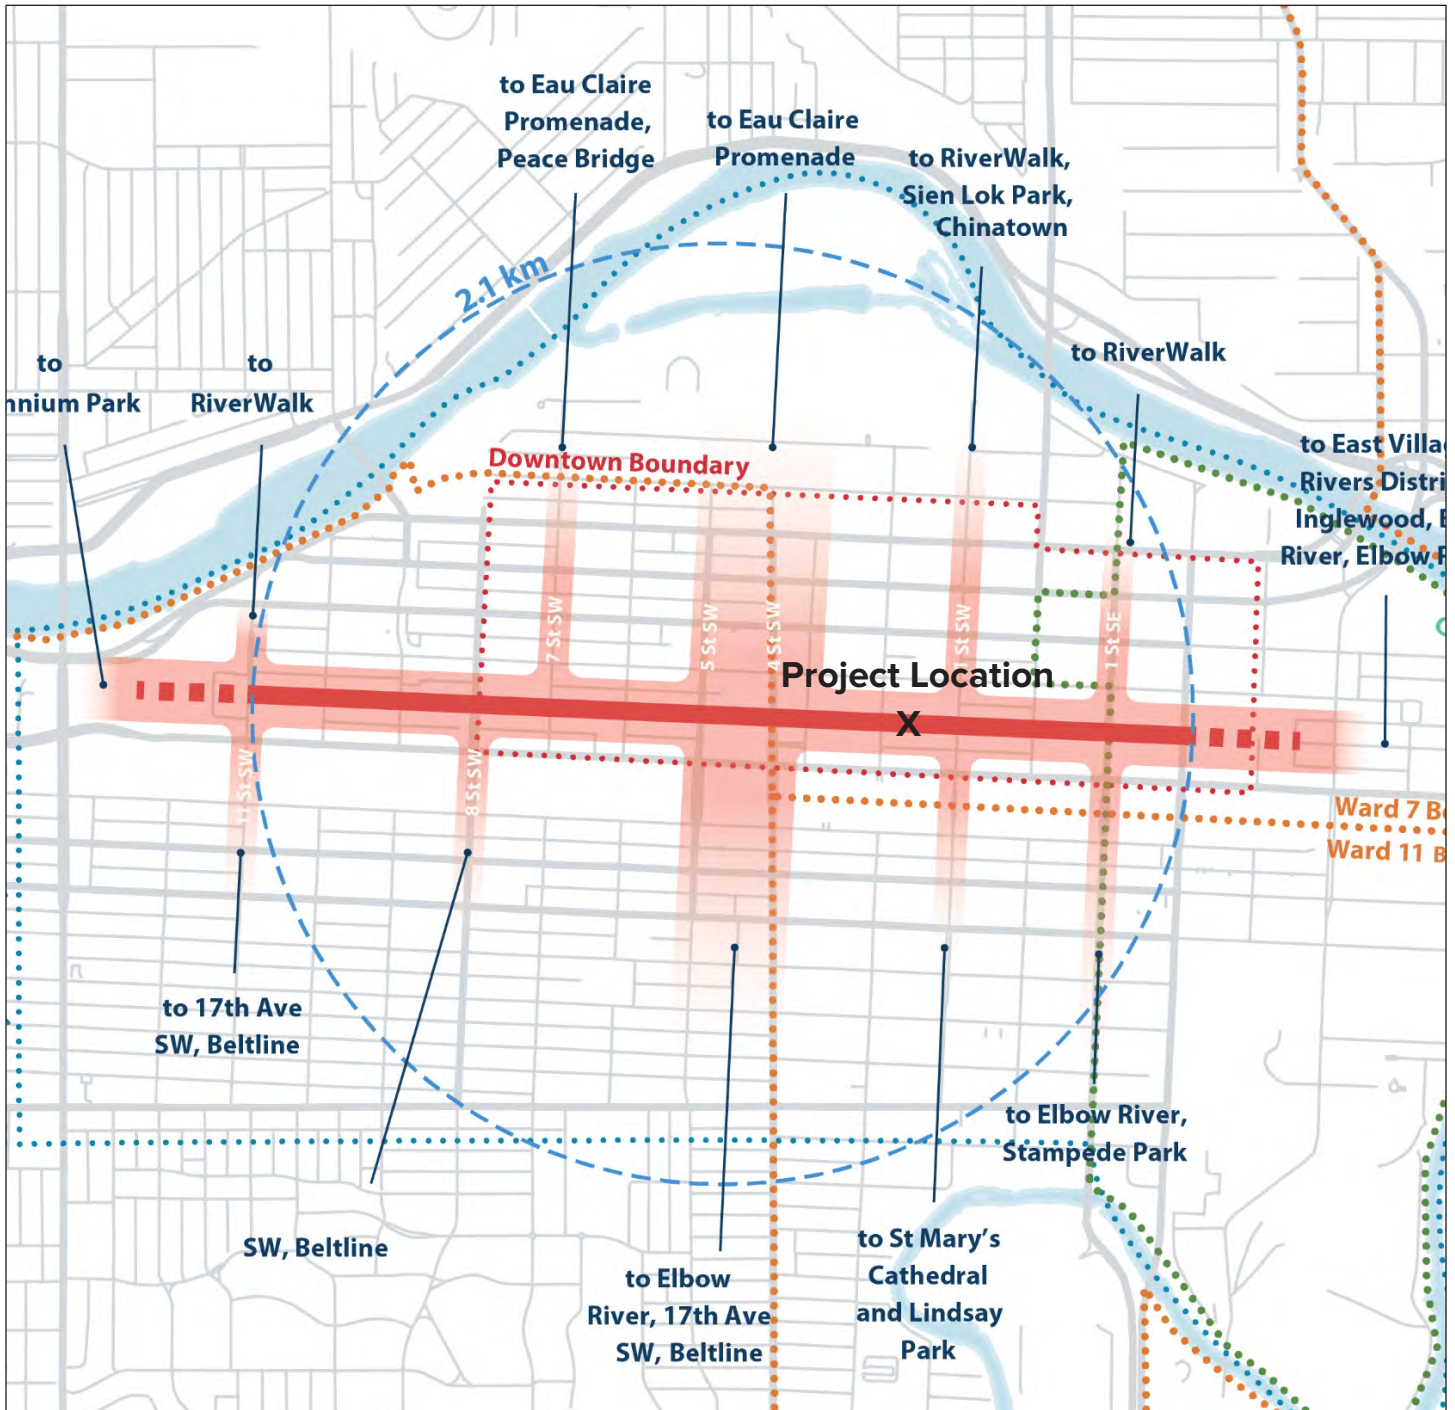 to Eau Claire
Promenade,
Peace Bridge
to Eau Claire
Promenade
to RiverWalk,
Sien Lok Park,
Chinatown
2.1 km
to RiverWalk
to
nnium Park
to
RiverWalk
to East Villa
Rivers Distri
Inglewood,
River, Elbow
Downtown Boundary
7 St SW
5 St SW
4 St SW
1 St SW
1 St SE
Project Location
X
11 St SW
8 St SW
Ward 7 B
Ward 11 B
to 17th Ave
SW, Beltline
to Elbow River,
Stampede Park
SW, Beltline
to Elbow
River, 17th Ave
SW, Beltline
to St Mary’s
Cathedral
and Lindsay
Park